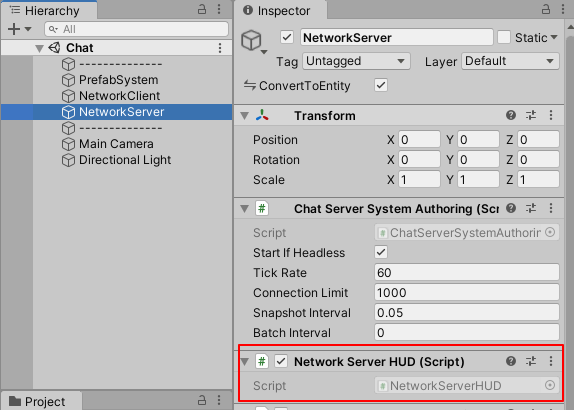 Hierarchy
All
Chat
--------------
PrefabSystem
NetworkClient
NetworkServer
--------------
Main Camera
Directional Light
Project
Inspector
NetworkServer
Static
Tag Untagged Layer Default
ConvertToEntity
Transform
Position X 0 Y 0 Z 0
Rotation X 0 Y 0 Z 0
Scale X 1 Y 1 Z 1
Chat Server System Authoring (Scr
Script ChatServerSystemAuthorin
Start If Headless
Tick Rate 60
Connection Limit 1000
Snapshot Interval 0.05
Batch Interval 0
Network Server HUD (Script)
Script NetworkServerHUD